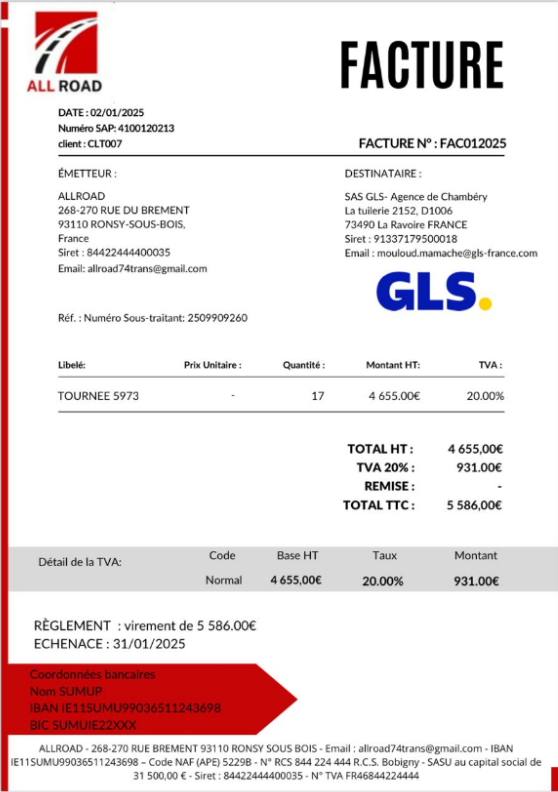 ALL ROAD
FACTURE
DATE : 02/01/2025
Numéro SAP: 4100120213
client : CLT007
FACTURE N° : FAC012025
ÉMETTEUR :
ALLROAD
268-270 RUE DU BREMENT
93110 RONSY-SOUS-BOIS,
France
Siret : 84422444400035
Email: allroad74trans@gmail.com
DESTINATAIRE :
SAS GLS- Agence de Chambéry
La tuilerie 2152, D1006
73490 La Ravoire FRANCE
Siret : 91337179500018
Email : mouloud.mamache@gls-france.com
GLS.
Réf. : Numéro Sous-traitant: 2509909260
Libelé: Prix Unitaire : Quantité : Montant HT: TVA :
TOURNEE 5973 - 17 4 655.00€ 20.00%
TOTAL HT : 4 655,00€
TVA 20% : 931.00€
REMISE : -
TOTAL TTC : 5 586,00€
Détail de la TVA:
Code Base HT Taux Montant
Normal 4 655,00€ 20.00% 931.00€
RÈGLEMENT : virement de 5 586.00€
ECHENACE : 31/01/2025
Coordonnées bancaires
Nom SUMUP
IBAN IE11SUMU99036511243698
BIC SUMUIE22XXX
ALLROAD - 268-270 RUE BREMENT 93110 RONSY SOUS BOIS - Email : allroad74trans@gmail.com - IBAN
IE11SUMU99036511243698 – Code NAF (APE) 5229B - N° RCS 844 224 444 R.C.S. Bobigny - SASU au capital social de
31 500,00 € - Siret : 84422444400035 - N° TVA FR46844224444